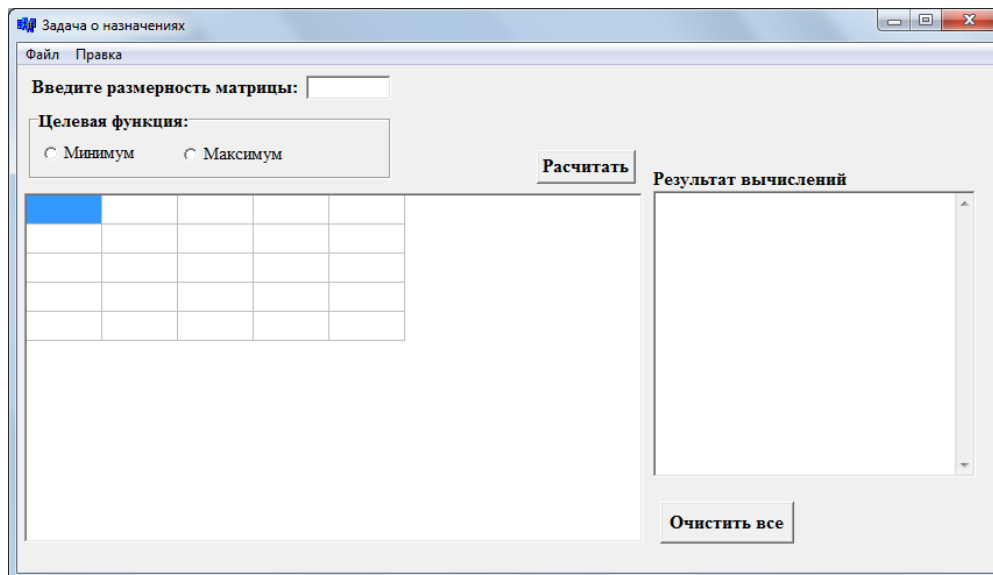 Задача о назначениях
Файл Правка
Введите размерность матрицы:
Целевая функция:
Минимум Максимум
Расчитать
Результат вычислений
Очистить все